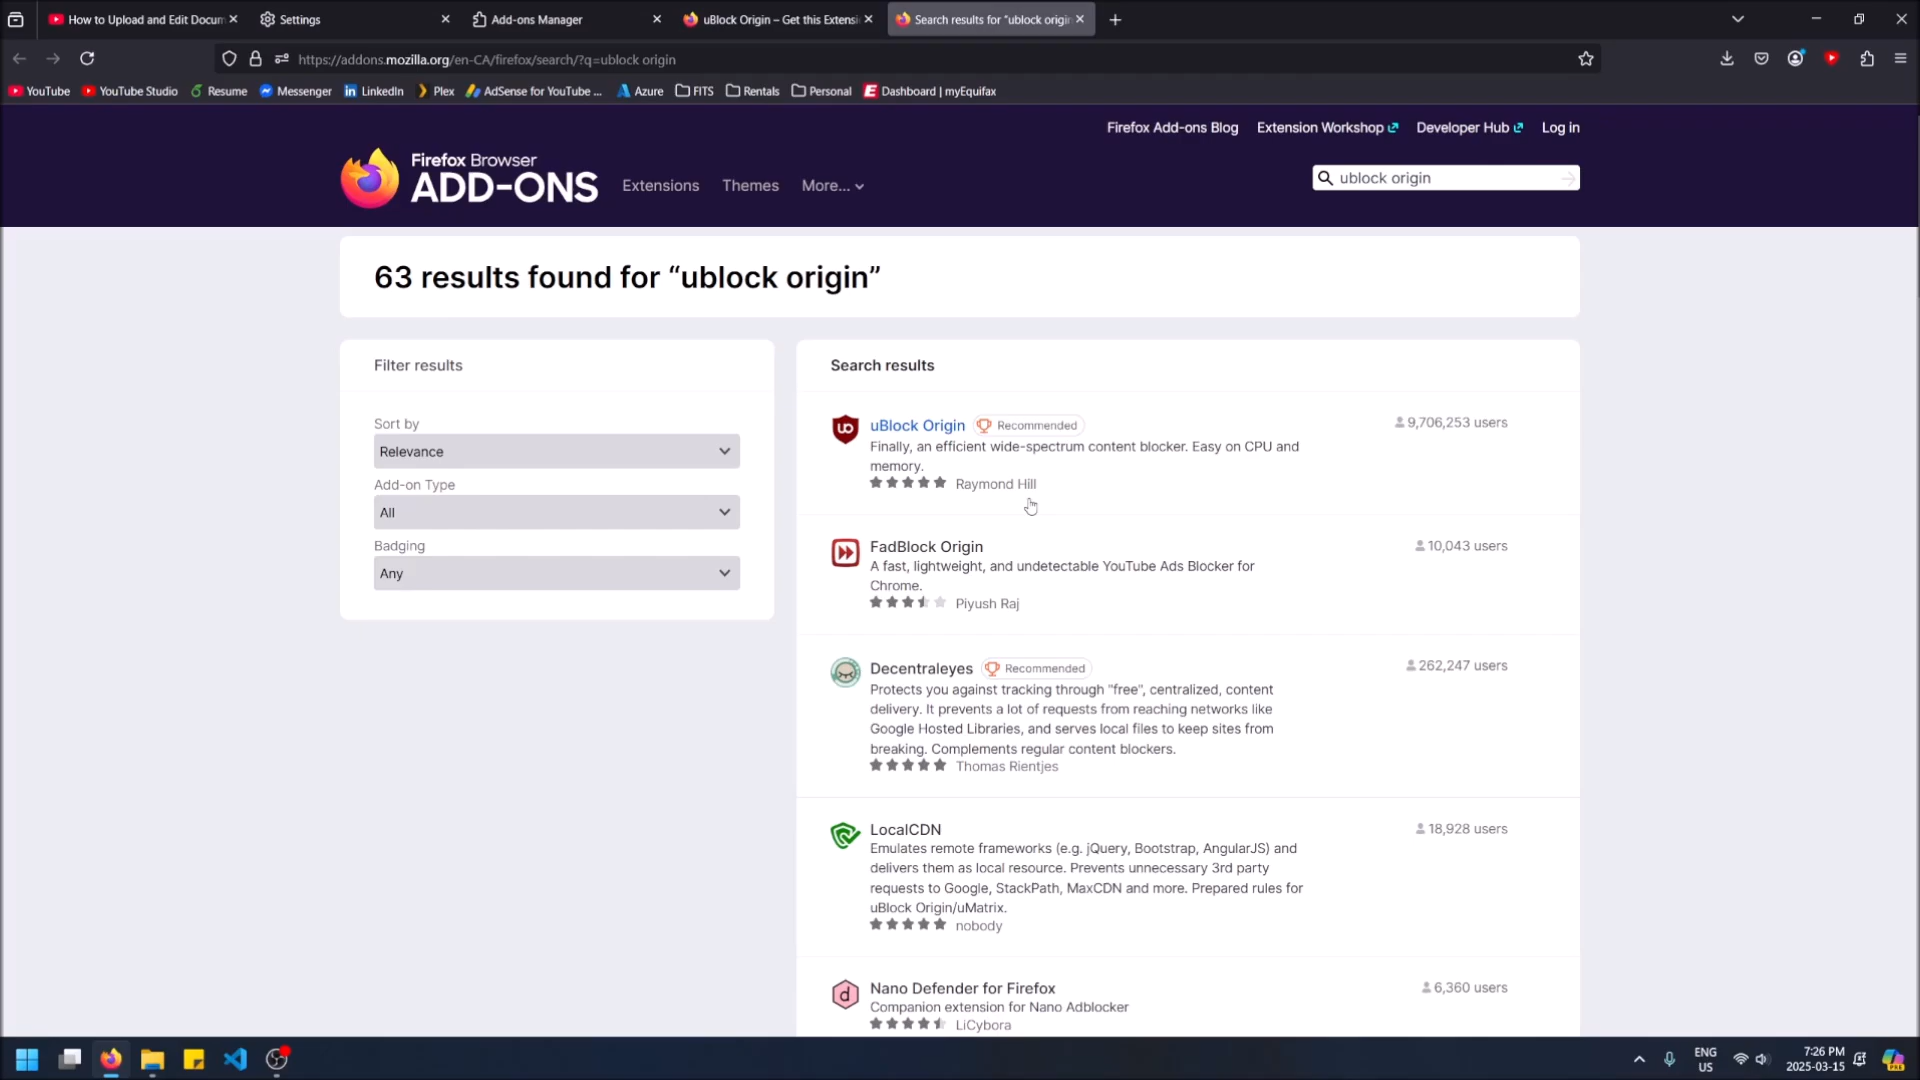 How to Upload and Edit Docum
Settings
Add-ons Manager
uBlock Origin – Get this Extensi
Search results for "ublock origin
https://addons.mozilla.org/en-CA/firefox/search/?q=ublock origin
YouTube
YouTube Studio
Resume
Messenger
LinkedIn
Plex
AdSense for YouTube ...
Azure
FITS
Rentals
Personal
Dashboard | myEquifax
Firefox Add-ons Blog
Extension Workshop
Developer Hub
Log in
Firefox Browser
ADD-ONS
Extensions
Themes
More...
ublock origin
63 results found for “ublock origin”
Filter results
Sort by
Relevance
Add-on Type
All
Badging
Any
Search results
uBlock Origin
Recommended
9,706,253 users
Finally, an efficient wide-spectrum content blocker. Easy on CPU and
memory.
Raymond Hill
FadBlock Origin
10,043 users
A fast, lightweight, and undetectable YouTube Ads Blocker for
Chrome.
Piyush Raj
Decentraleyes
Recommended
262,247 users
Protects you against tracking through "free", centralized, content
delivery. It prevents a lot of requests from reaching networks like
Google Hosted Libraries, and serves local files to keep sites from
breaking. Complements regular content blockers.
Thomas Rientjes
LocalCDN
18,928 users
Emulates remote frameworks (e.g. jQuery, Bootstrap, AngularJS) and
delivers them as local resource. Prevents unnecessary 3rd party
requests to Google, StackPath, MaxCDN and more. Prepared rules for
uBlock Origin/uMatrix.
nobody
Nano Defender for Firefox
6,360 users
Companion extension for Nano Adblocker
LiCybora
ENG
US
7:26 PM
2025-03-15